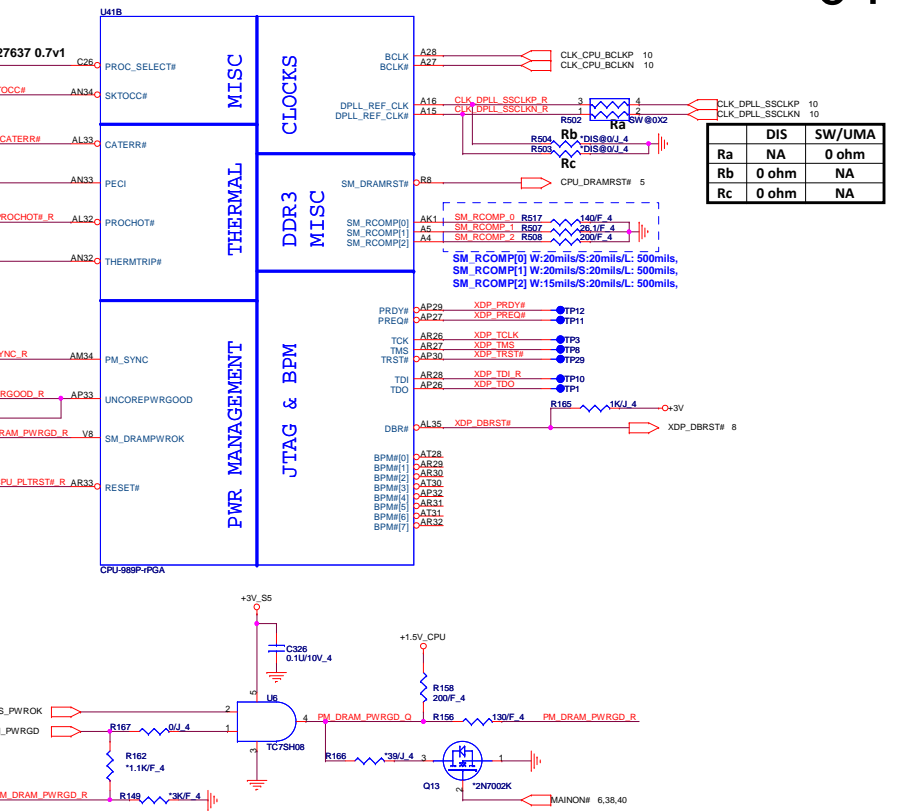 U41B
27637 0.7v1
C26 PROC_SELECT#
TOCC# AN34 SKTOCC#
MISC
CATERR# AL33 CATERR#
AN33 PECI
PROCHOT#_R AL32 PROCHOT#
AN32 THERMTRIP#
THERMAL
YNC_R AM34 PM_SYNC
RGOOD_R AP33 UNCOREPWRGOOD
RAM_PWRGD_R V8 SM_DRAMPWROK
PU_PLTRST#_R AR33 RESET#
PWR MANAGEMENT
CLOCKS
BCLK A28 CLK_CPU_BCLKP 10
BCLK# A27 CLK_CPU_BCLKN 10
DPLL_REF_CLK A16 CLK_DPLL_SSCLKP_R 3 4 CLK_DPLL_SSCLKP 10
DPLL_REF_CLK# A15 CLK_DPLL_SSCLKN_R 1 2 CLK_DPLL_SSCLKN 10
R502 Ra SW@0X2
R504 Rb *DIS@0/J_4
R503 *DIS@0/J_4
Rc
DIS SW/UMA
Ra NA 0 ohm
Rb 0 ohm NA
Rc 0 ohm NA
DDR3
MISC
SM_DRAMRST# R8 CPU_DRAMRST# 5
SM_RCOMP[0] AK1 SM_RCOMP_0 R517 140/F_4
SM_RCOMP[1] A5 SM_RCOMP_1 R507 26.1/F_4
SM_RCOMP[2] A4 SM_RCOMP_2 R508 200/F_4
SM_RCOMP[0] W:20mils/S:20mils/L: 500mils,
SM_RCOMP[1] W:20mils/S:20mils/L: 500mils,
SM_RCOMP[2] W:15mils/S:20mils/L: 500mils,
JTAG & BPM
PRDY# AP29 XDP_PRDY# TP12
PREQ# AP27 XDP_PREQ# TP11
TCK AR26 XDP_TCLK TP3
TMS AR27 XDP_TMS TP8
TRST# AP30 XDP_TRST# TP29
TDI AR28 XDP_TDI_R TP10
TDO AP26 XDP_TDO TP1
R165 1K/J_4 +3V
DBR# AL35 XDP_DBRST# XDP_DBRST# 8
BPM#[0] AT28
BPM#[1] AR29
BPM#[2] AR30
BPM#[3] AT30
BPM#[4] AP32
BPM#[5] AR31
BPM#[6] AT31
BPM#[7] AR32
CPU-989P-rPGA
+3V_S5
C326
0.1U/10V_4
+1.5V_CPU
R158
200/F_4
5 U6
S_PWROK 2
_PWRGD R167 0/J_4 1
4 PM_DRAM_PWRGD_Q R156 130/F_4 PM_DRAM_PWRGD_R
3 TC7SH08
R162
*1.1K/F_4
R166 *39/J_4 3 1
Q13 *2N7002K
2
M_DRAM_PWRGD_R R149 *3K/F_4
MAINON# 6,38,40